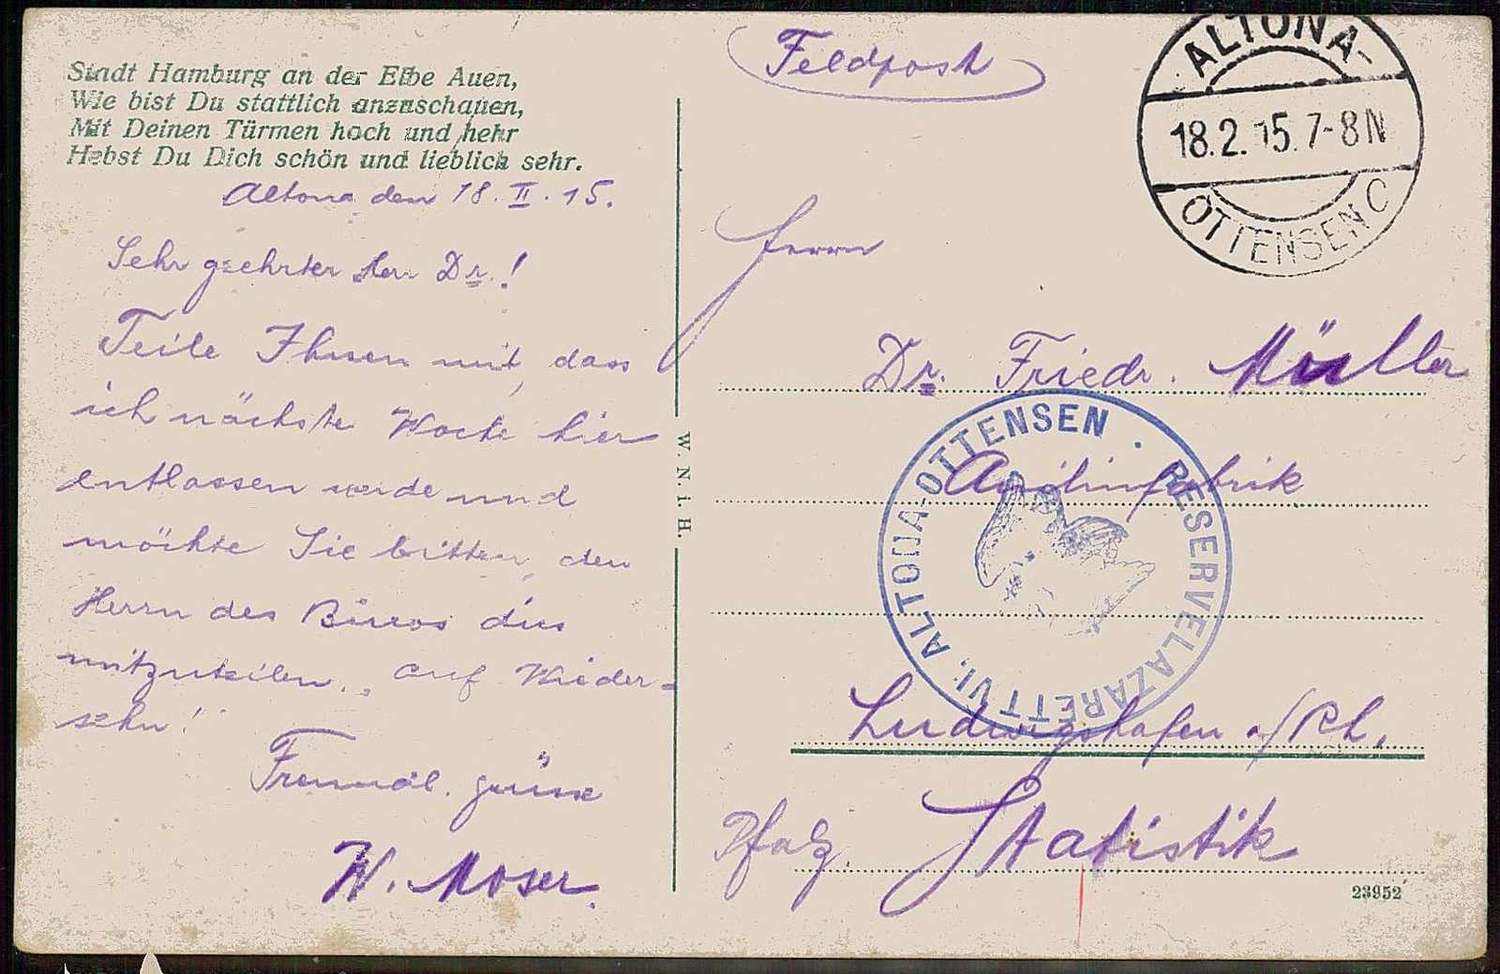 Stadt Hamburg an der Elbe Auen,
Wie bist Du stattlich anzuschauen,
Mit Deinen Türmen hoch und hehr
Hebst Du Dich schön und lieblich sehr.
Altona den 18. II. 15.
Sehr geehrter Herr Dr.!
Teile Ihnen mit, dass
ich nächste Woche hier
entlassen werde und
möchte Sie bitten, den
Herrn des Büros dies
mitzuteilen. Auf Wieder-
sehn!
Freundl. grüsse
W. Moser.
W. N. i. H.
Feldpost
ALTONA-
18.2.15.7-8N
OTTENSEN C
Herrn
Dr. Friedr. Müller
Anilinfabrik
RESERVELAZARETT VI. ALTONA-OTTENSEN ·
Ludwigshafen a/Rh.
Pfalz. Statistik
23952